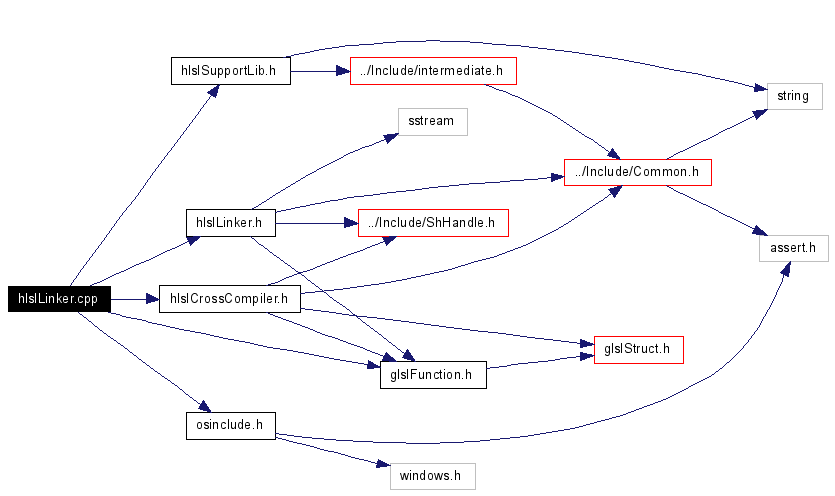 hlslSupportLib.h
../Include/intermediate.h
string
sstream
../Include/Common.h
hlslLinker.h
../Include/ShHandle.h
assert.h
hlslLinker.cpp
hlslCrossCompiler.h
glslStruct.h
glslFunction.h
osinclude.h
windows.h